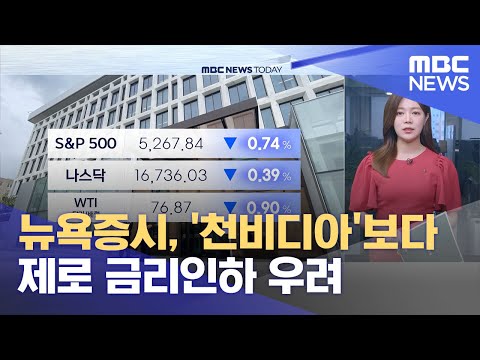 MBC NEWS TODAY
MBC
NEWS
S&P 500 5,267.84 ▼ 0.74 %
나스닥 16,736.03 ▼ 0.39 %
WTI 76.87 ▼ 0.90 %
뉴욕증시, '천비디아'보다
제로 금리인하 우려